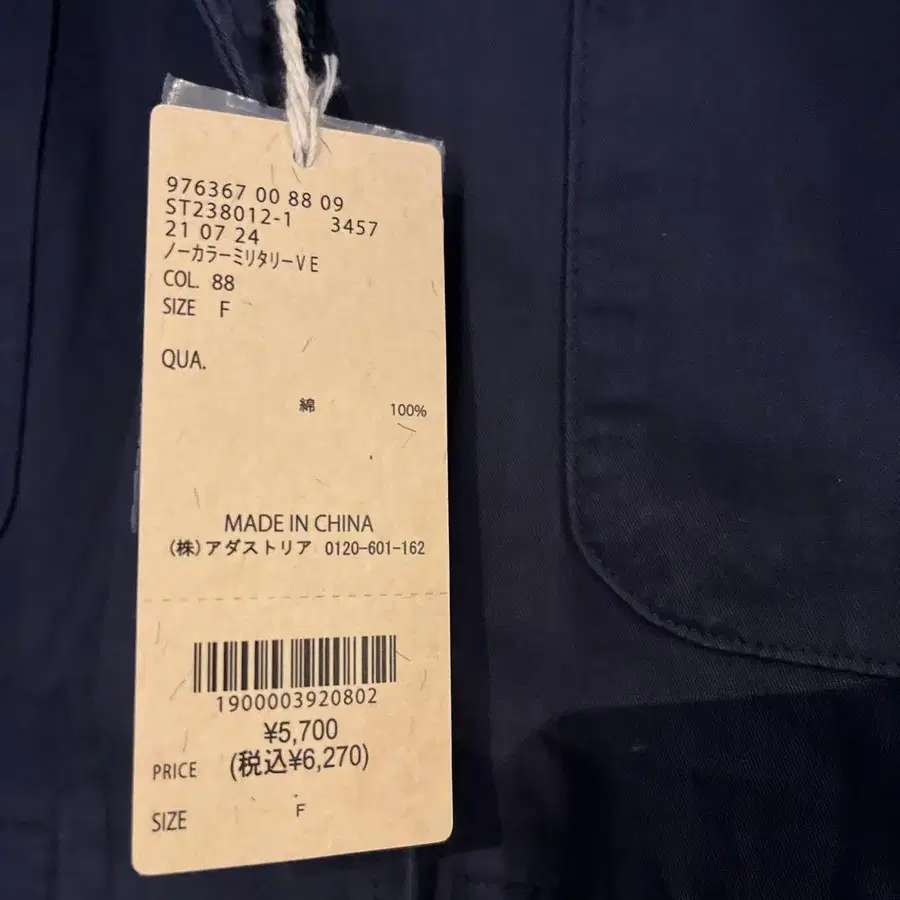 976367 00 88 09
ST238012-1 3457
21 07 24
ノーカラーミリタリーVE
COL. 88
SIZE F
QUA.
綿 100%
MADE IN CHINA
(株)アダストリア 0120-601-162
1900003920802
¥5,700
PRICE (税込¥6,270)
SIZE F